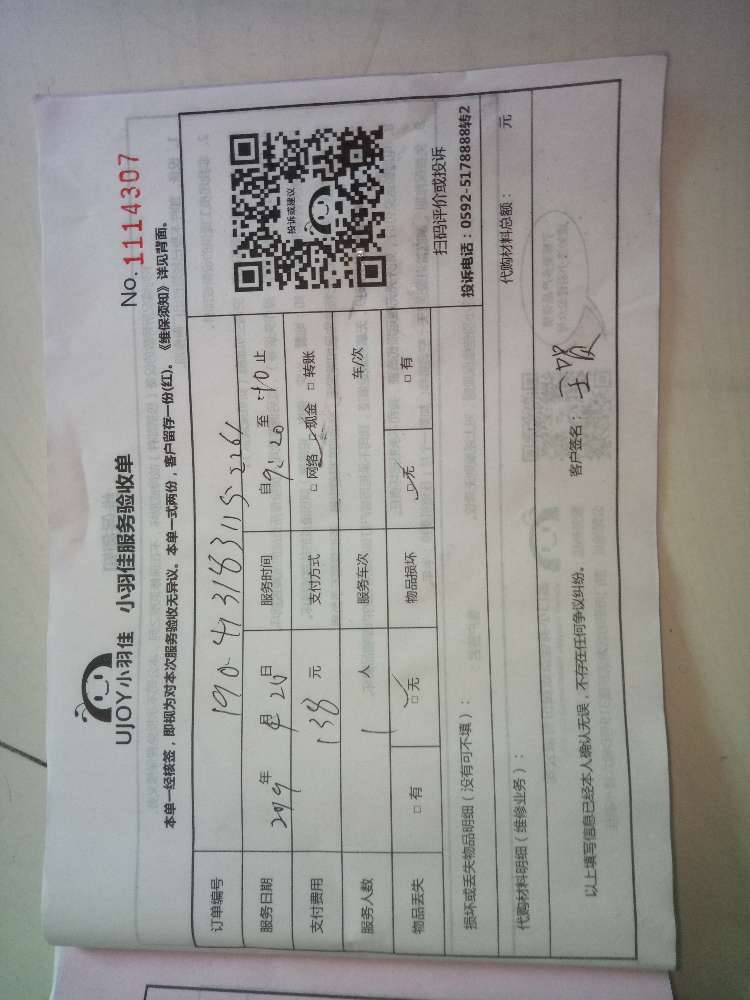 UJOY小羽佳 小羽佳服务验收单
No. 1114307
本单一经核签，即视为对本次服务验收无异议。本单一式两份，客户留存一份(红)。《维保须知》详见背面。
订单编号
服务日期 2019 年 月 20 日 服务时间 自 9:20 至 止
支付费用 138 元 支付方式 □ 网络 □ 现金 □ 转账
服务人数 1 人 服务车次 车/次
物品丢失 □ 有 □ 无 物品损坏 □ 无 □ 有
投诉或建议
扫码评价或投诉
投诉电话：0592-5178888转2
损坏或丢失物品明细（没有可不填）：
代购材料明细（维修业务）： 代购材料总额： 元
以上填写信息已经本人确认无误，不存在任何争议纠纷。 客户签名：